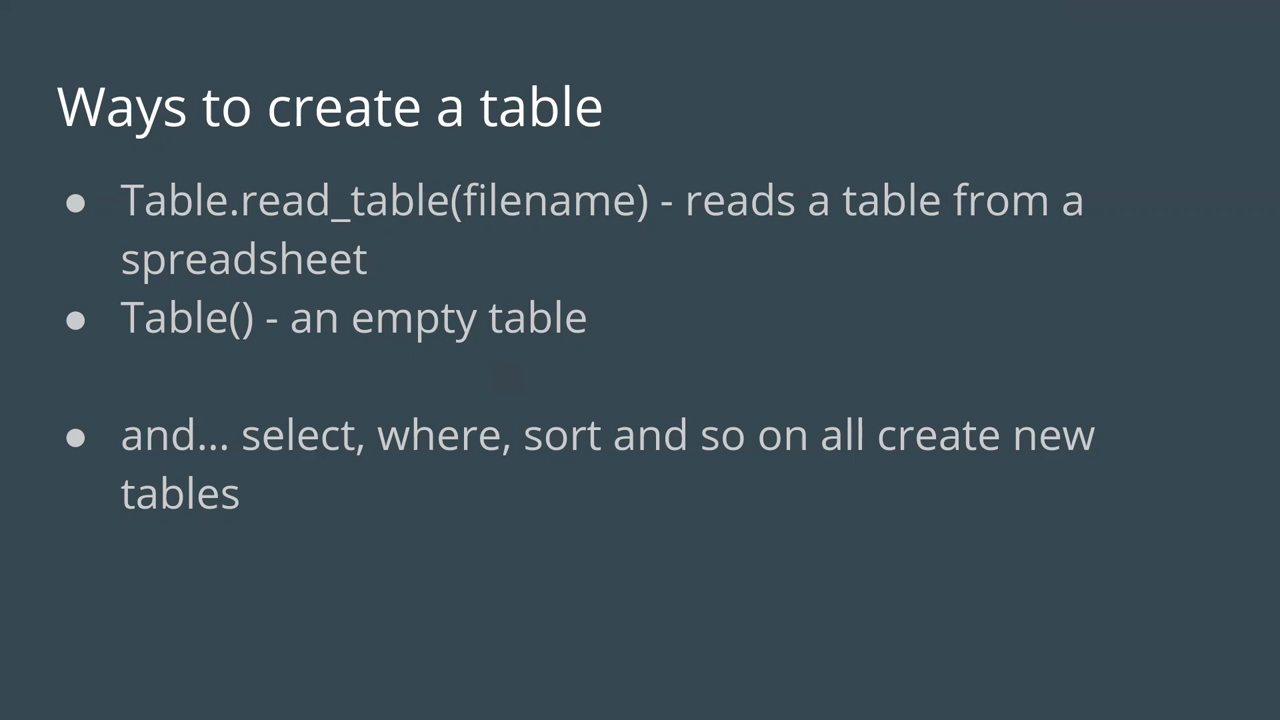 Ways to create a table
● Table.read_table(filename) - reads a table from a
spreadsheet
● Table() - an empty table
● and... select, where, sort and so on all create new
tables